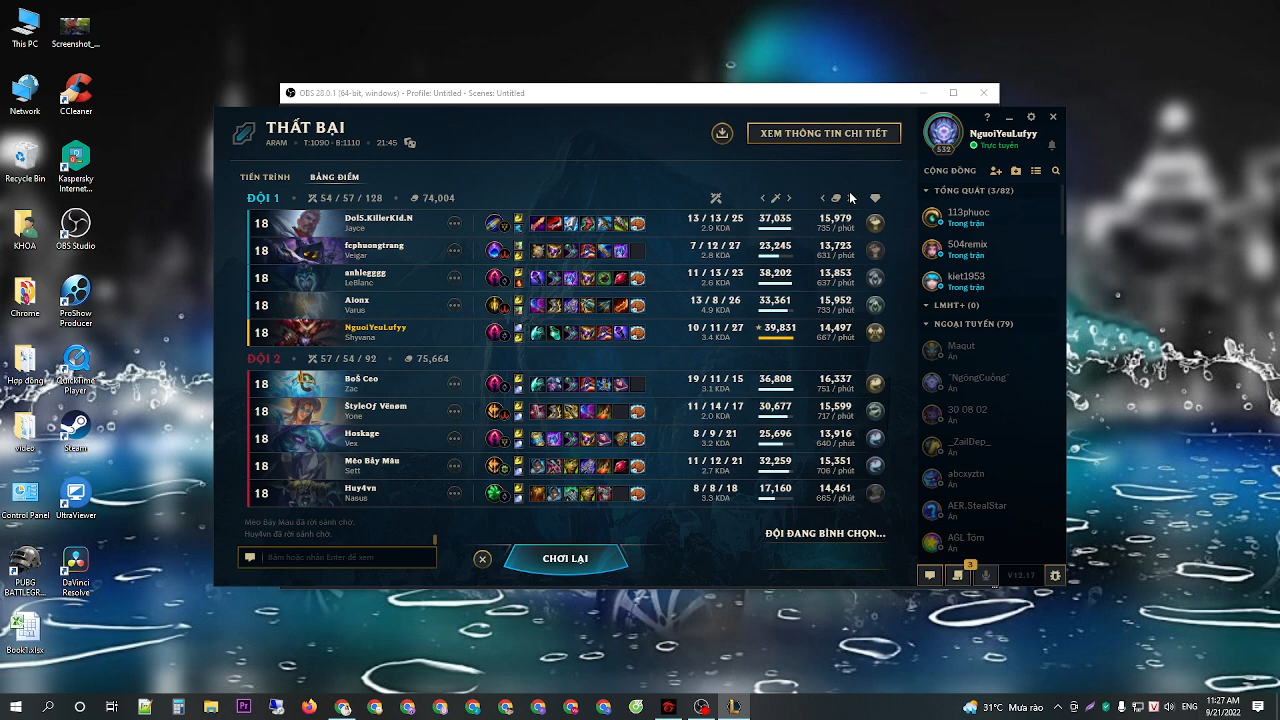 This PC
Screenshot_...
Network
CCleaner
Recycle Bin
Kaspersky
Internet...
KHOA
OBS Studio
Forza
iTop Screen
ProShow
Producer
Hợp đồng
dịch vụ
QuickTime
Player
Steam
Control Panel
UltraViewer
BATTLEGR...
DaVinci
Resolve
Book1.xlsx
OBS 28.0.1 (64-bit, windows) - Profile: Untitled - Scenes: Untitled
THẤT BẠI
ARAM • T:1090 • B:1110 • 21:45
XEM THÔNG TIN CHI TIẾT
TIẾN TRÌNH BẢNG ĐIỂM
ĐỘI 1 • 54 / 57 / 128 • 74,004
18 DolS.KillerKid.N 13 / 13 / 25 37,035 15,979
Jayce 2.9 KDA 735 / phút
18 fcphuongtrang 7 / 12 / 27 23,245 13,723
Veigar 2.8 KDA 631 / phút
18 anhlegggg 11 / 13 / 23 38,202 13,853
LeBlanc 2.6 KDA 637 / phút
18 Aionx 13 / 8 / 26 33,361 15,952
Varus 4.9 KDA 733 / phút
18 NguoiYeuLufyy 10 / 11 / 27 39,831 14,497
Shyvana 3.4 KDA 667 / phút
ĐỘI 2 • 57 / 54 / 92 • 75,664
18 BoŠ Ceo 19 / 11 / 15 36,808 16,337
Zac 3.1 KDA 751 / phút
18 ŠtyleOƒ Vënøm 11 / 14 / 17 30,677 15,599
Yone 2.0 KDA 717 / phút
18 Hoskage 8 / 9 / 21 25,696 13,916
Vex 3.2 KDA 640 / phút
18 Mèo Bảy Màu 11 / 12 / 21 32,259 15,351
Sett 2.7 KDA 706 / phút
18 Huy4vn 8 / 8 / 18 17,160 14,461
Nasus 3.3 KDA 665 / phút
Mèo Bảy Màu đã rời sảnh chờ.
Huy4vn đã rời sảnh chờ.
Bấm hoặc nhấn Enter để xem
CHƠI LẠI
ĐỘI ĐANG BÌNH CHỌN...
532
NguoiYeuLufyy
Trực tuyến
CỘNG ĐỒNG
TỔNG QUÁT (3/82)
113phuoc
Trong trận
504remix
Trong trận
kiet1953
Trong trận
LMHT+ (0)
NGOẠI TUYẾN (79)
Maqut
Ẩn
~NgôngCuồng~
Ẩn
30 08 02
Ẩn
_ZailDep_
Ẩn
abcxyztn
Ẩn
AER.StealStar
Ẩn
AGL Tôm
Ẩn
3
V12.17
31°C Mưa rào
11:27 AM
9/21/2022